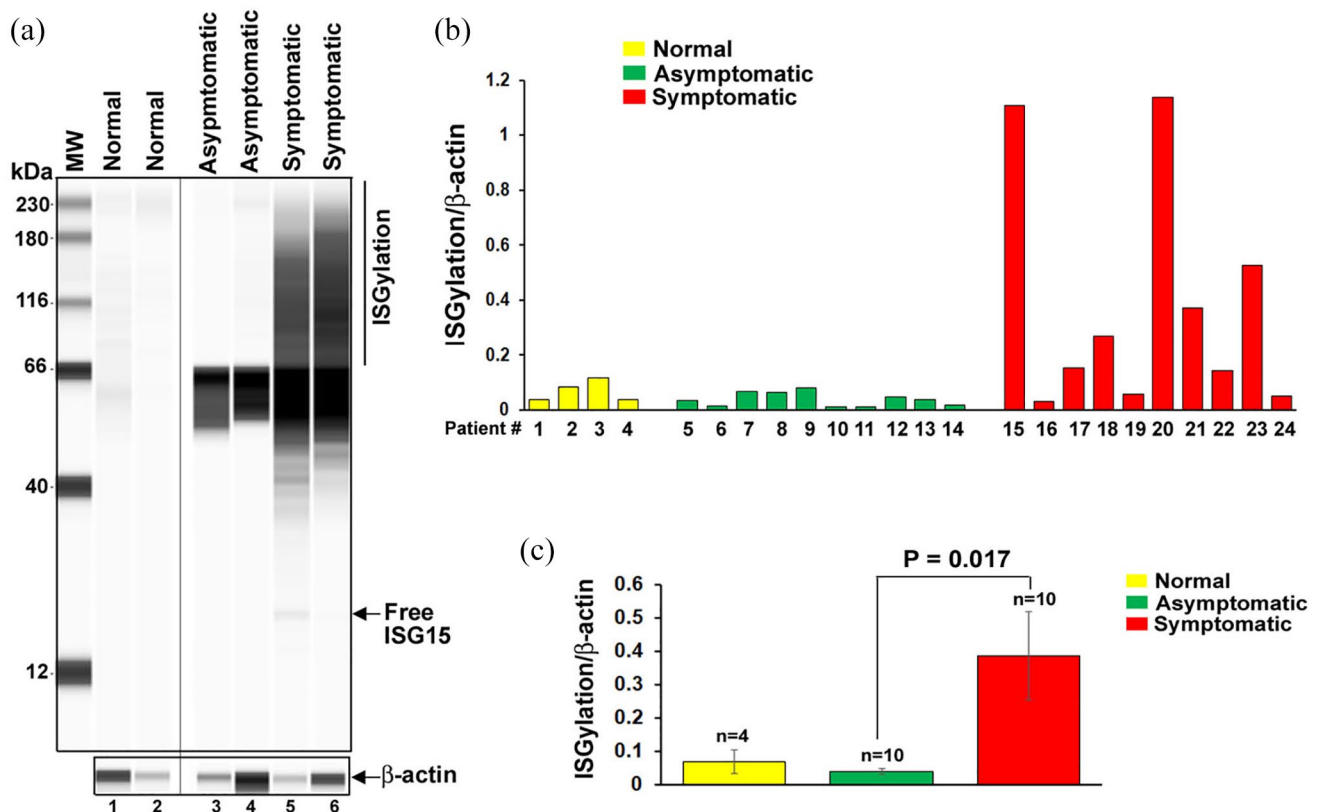 (a)
kDa
MW
Normal
Normal
Asypmtomatic
Asymptomatic
Symptomatic
Symptomatic
230
180
116
66
40
12
ISGylation
Free
ISG15
β-actin
1 2 3 4 5 6
(b)
Normal
Asymptomatic
Symptomatic
ISGylation/β-actin
1.2
1
0.8
0.6
0.4
0.2
0
Patient # 1 2 3 4 5 6 7 8 9 10 11 12 13 14 15 16 17 18 19 20 21 22 23 24
(c)
P = 0.017
Normal
Asymptomatic
Symptomatic
ISGylation/β-actin
0.6
0.5
0.4
0.3
0.2
0.1
0
n=4
n=10
n=10